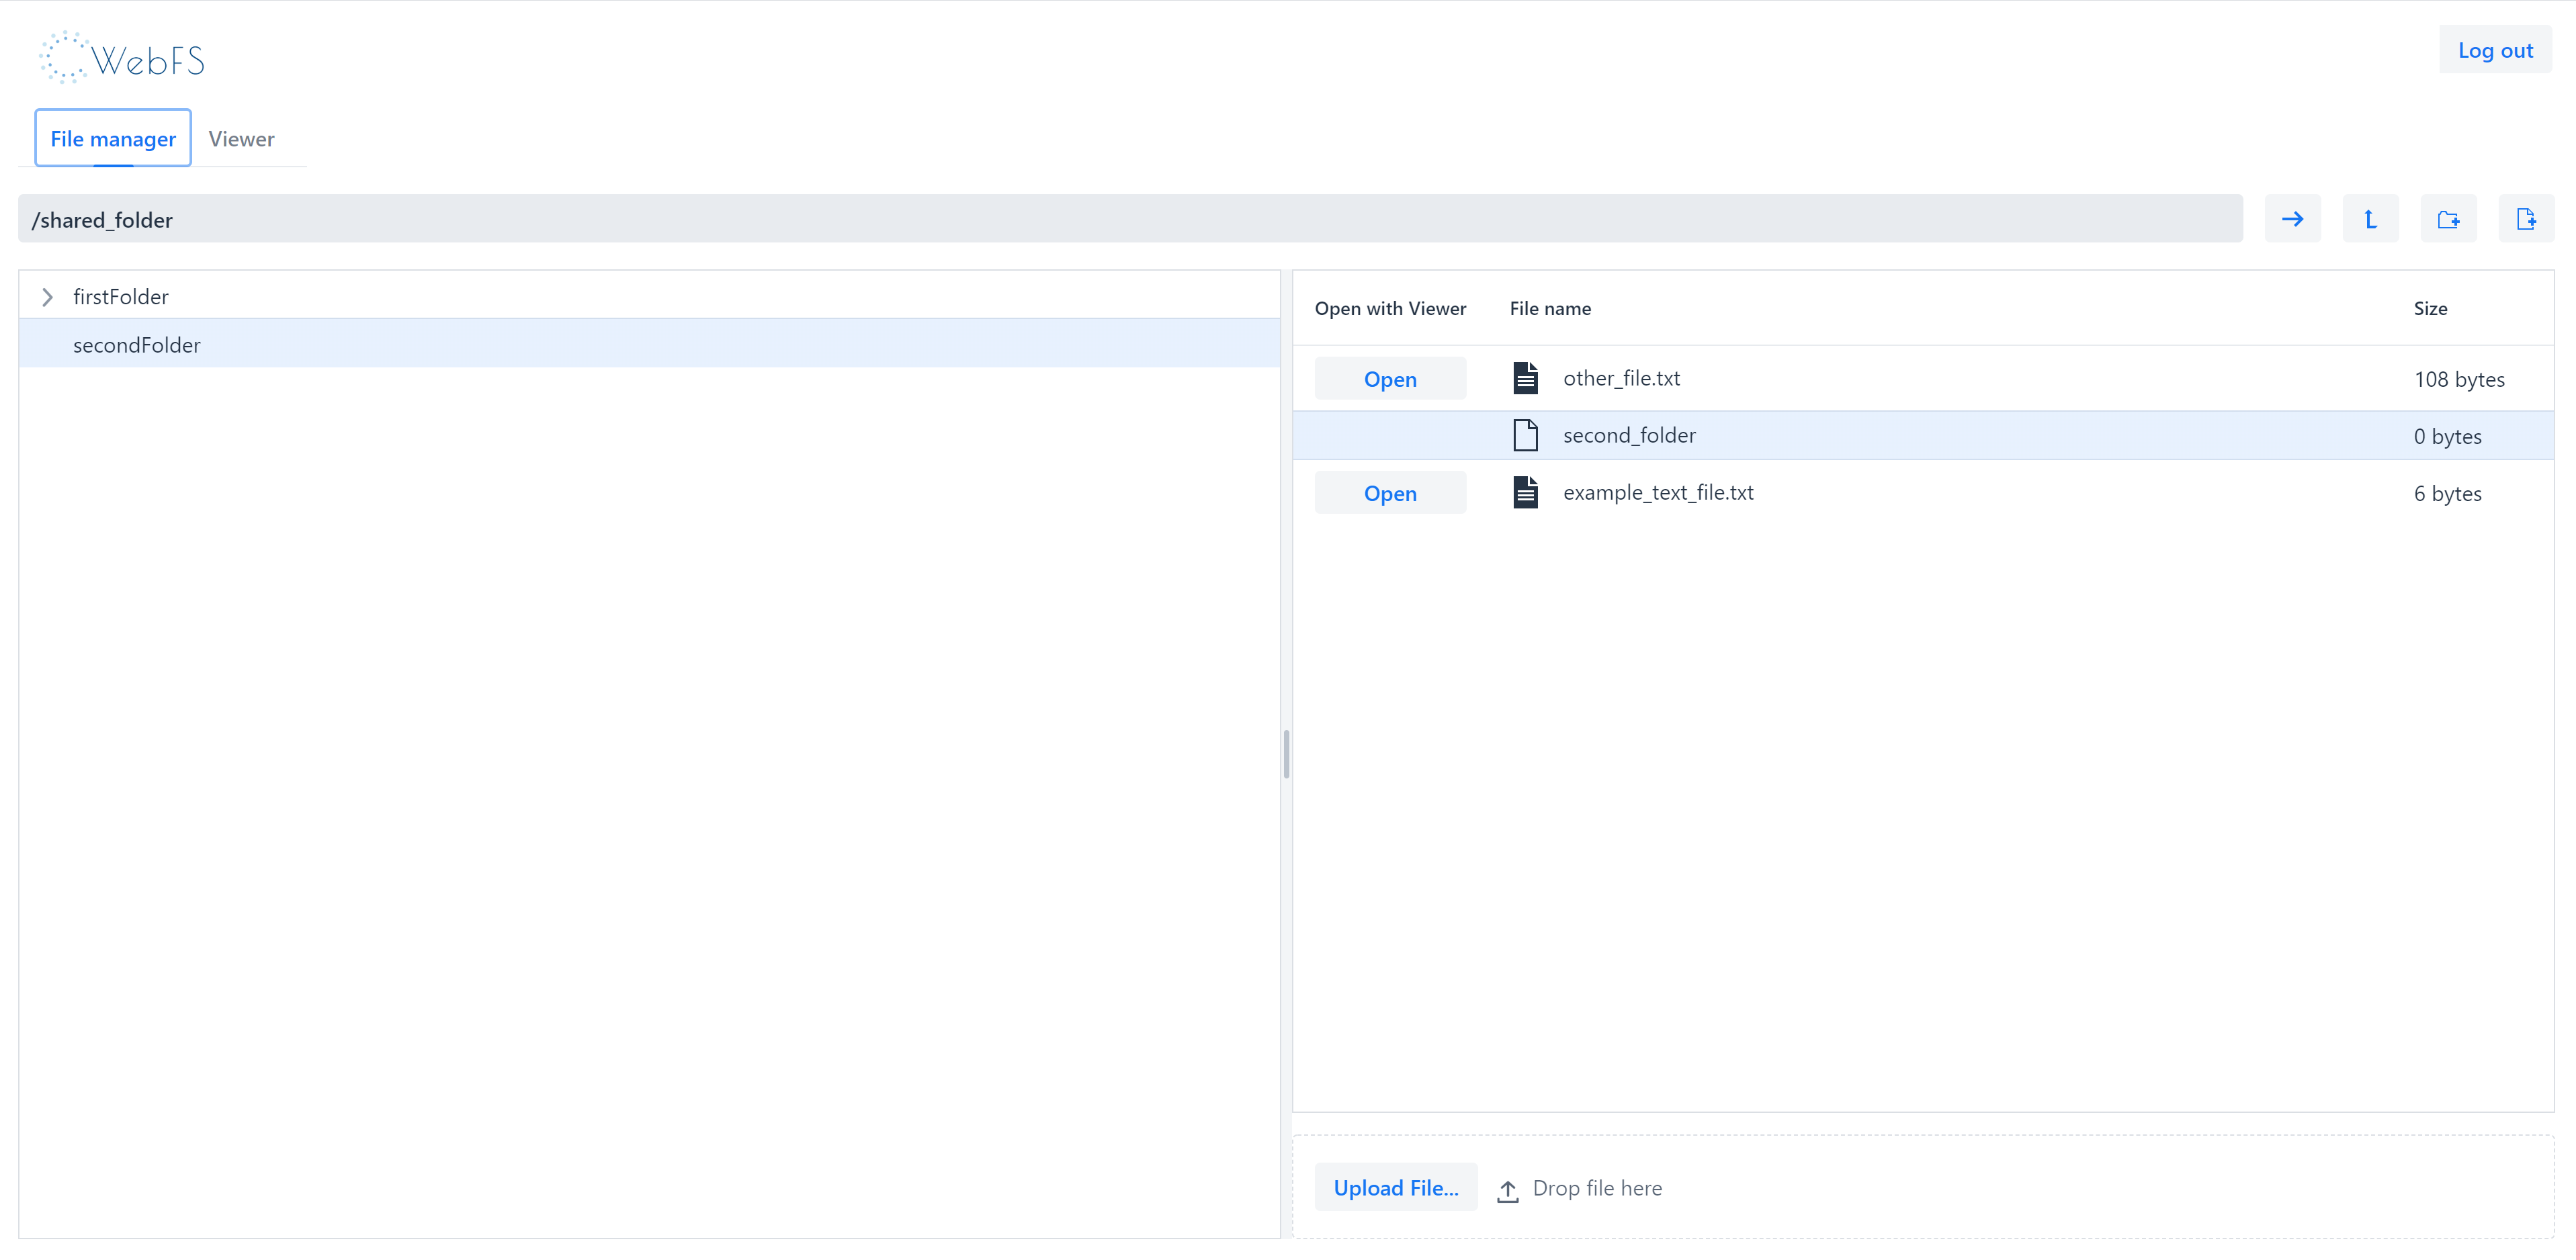 WebFS
Log out
File manager Viewer
/shared_folder
firstFolder
secondFolder
Open with Viewer File name Size
Open other_file.txt 108 bytes
second_folder 0 bytes
Open example_text_file.txt 6 bytes
Upload File... Drop file here